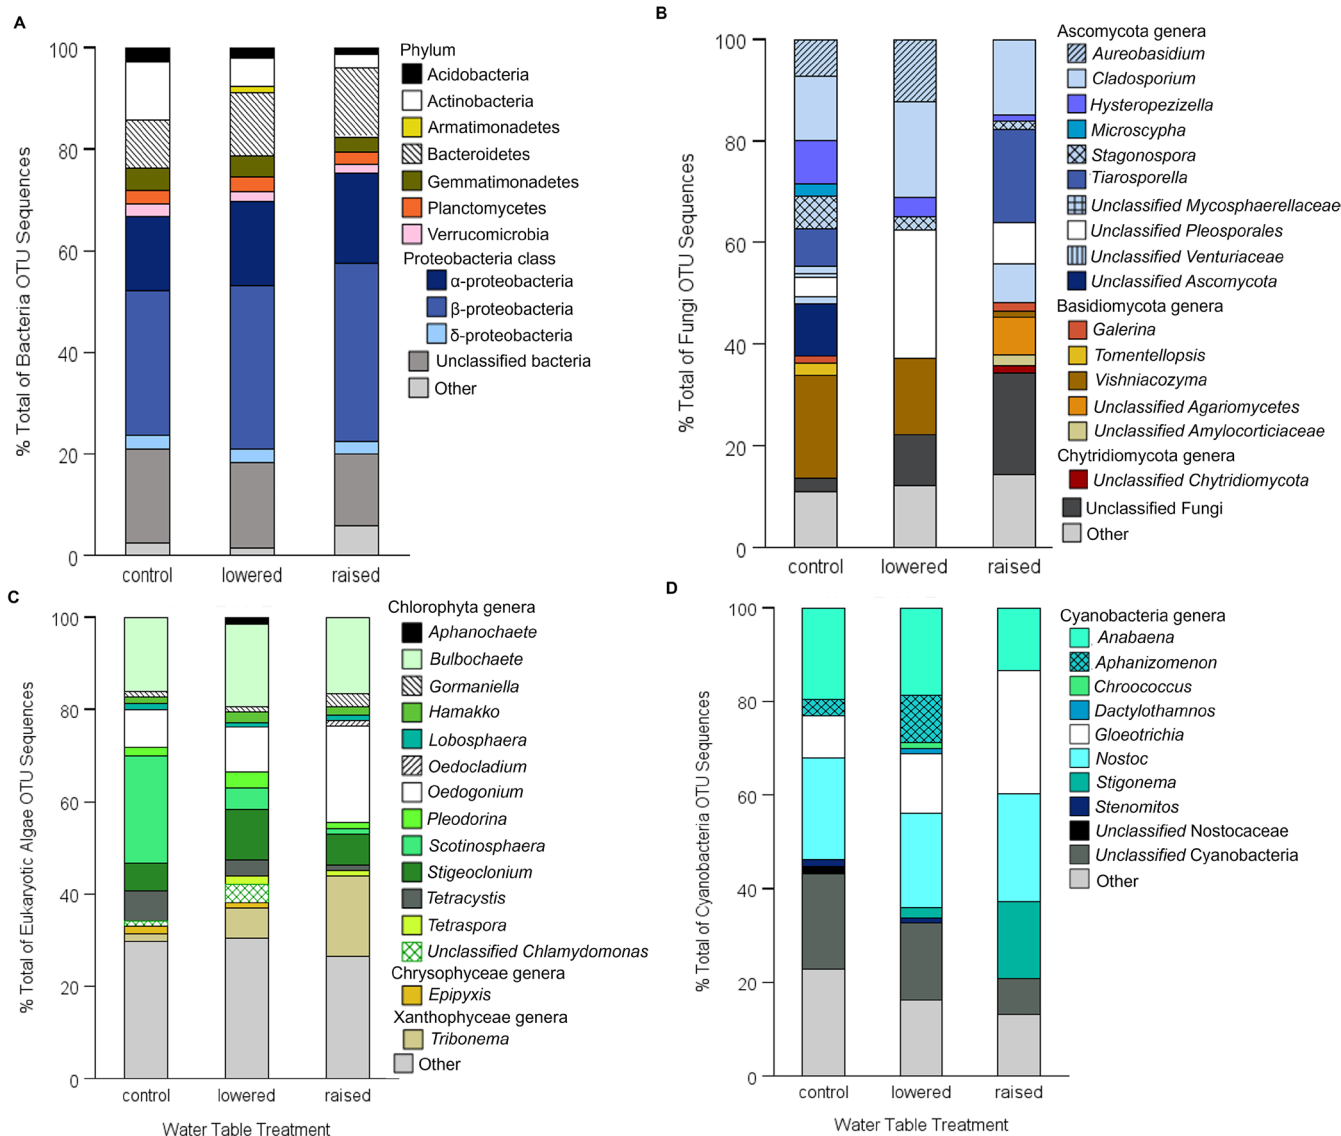 A
% Total of Bacteria OTU Sequences
100
80
60
40
20
0
control lowered raised
Phylum
Acidobacteria
Actinobacteria
Armatimonadetes
Bacteroidetes
Gemmatimonadetes
Planctomycetes
Verrucomicrobia
Proteobacteria class
α-proteobacteria
β-proteobacteria
δ-proteobacteria
Unclassified bacteria
Other
B
% Total of Fungi OTU Sequences
100
80
60
40
20
0
control lowered raised
Ascomycota genera
Aureobasidium
Cladosporium
Hysteropezizella
Microscypha
Stagonospora
Tiarosporella
Unclassified Mycosphaerellaceae
Unclassified Pleosporales
Unclassified Venturiaceae
Unclassified Ascomycota
Basidiomycota genera
Galerina
Tomentellopsis
Vishniacozyma
Unclassified Agariomycetes
Unclassified Amylocorticiaceae
Chytridiomycota genera
Unclassified Chytridiomycota
Unclassified Fungi
Other
C
% Total of Eukaryotic Algae OTU Sequences
100
80
60
40
20
0
control lowered raised
Water Table Treatment
Chlorophyta genera
Aphanochaete
Bulbochaete
Gormaniella
Hamakko
Lobosphaera
Oedocladium
Oedogonium
Pleodorina
Scotinosphaera
Stigeoclonium
Tetracystis
Tetraspora
Unclassified Chlamydomonas
Chrysophyceae genera
Epipyxis
Xanthophyceae genera
Tribonema
Other
D
% Total of Cyanobacteria OTU Sequences
100
80
60
40
20
0
control lowered raised
Water Table Treatment
Cyanobacteria genera
Anabaena
Aphanizomenon
Chroococcus
Dactylothamnos
Gloeotrichia
Nostoc
Stigonema
Stenomitos
Unclassified Nostocaceae
Unclassified Cyanobacteria
Other